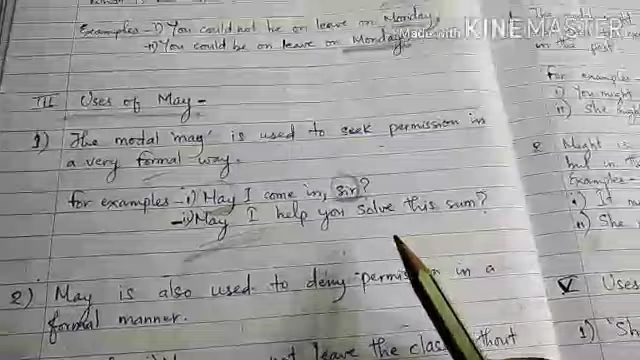 Examples - i) You could not be on leave on Monday.
- ii) You could be on leave on Monday.
Made with KINEMASTER
III Uses of May -
1) The modal 'may' is used to seek permission in
a very formal way.
for examples - i) May I come in, Sir?
- ii) May I help you solve this sum?
2) May is also used to deny permission in a
formal manner.
not leave the class without
in this first
for examples
i) You might
ii) She might
2 Might is
but in th
Examples -
i) It m
ii) She
V Uses
1) "Sh